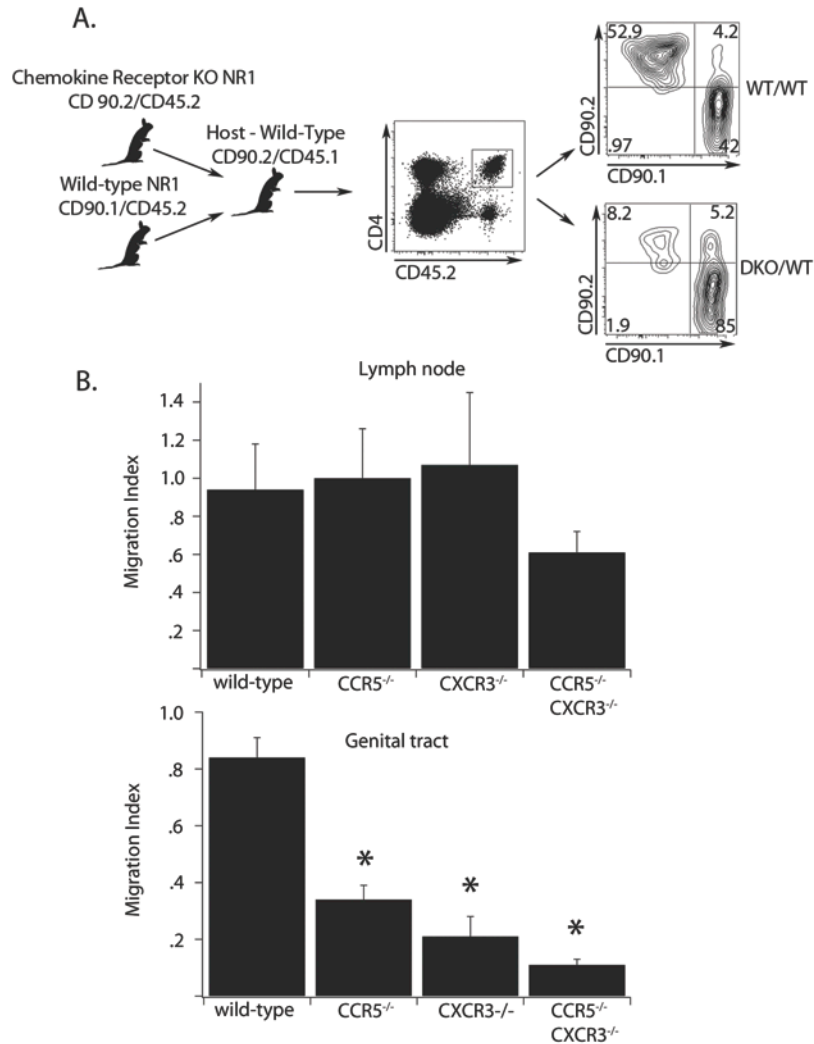 A.
Chemokine Receptor KO NR1
CD 90.2/CD45.2
Host - Wild-Type
CD90.2/CD45.1
Wild-type NR1
CD90.1/CD45.2
CD4
CD45.2
52.9
4.2
CD90.2
WT/WT
.97
42
CD90.1
8.2
5.2
CD90.2
DKO/WT
1.9
85
CD90.1
B.
Lymph node
Migration Index
1.4
1.2
1.0
.8
.6
.4
.2
wild-type
CCR5-/-
CXCR3-/-
CCR5-/-
CXCR3-/-
Genital tract
Migration Index
1.0
.8
.6
.4
.2
*
*
*
wild-type
CCR5-/-
CXCR3-/-
CCR5-/-
CXCR3-/-